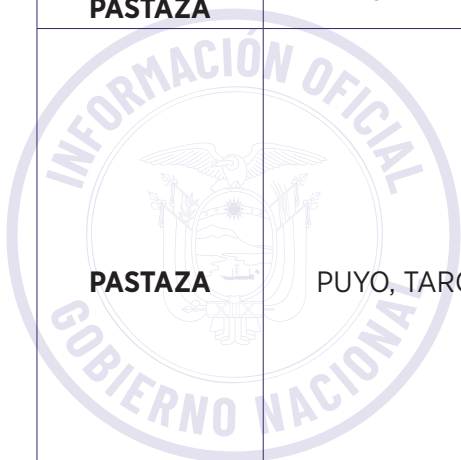 PASTAZA
INFORMACIÓN OFICIAL
PASTAZA PUYO,
GOBIERNO NACIONAL